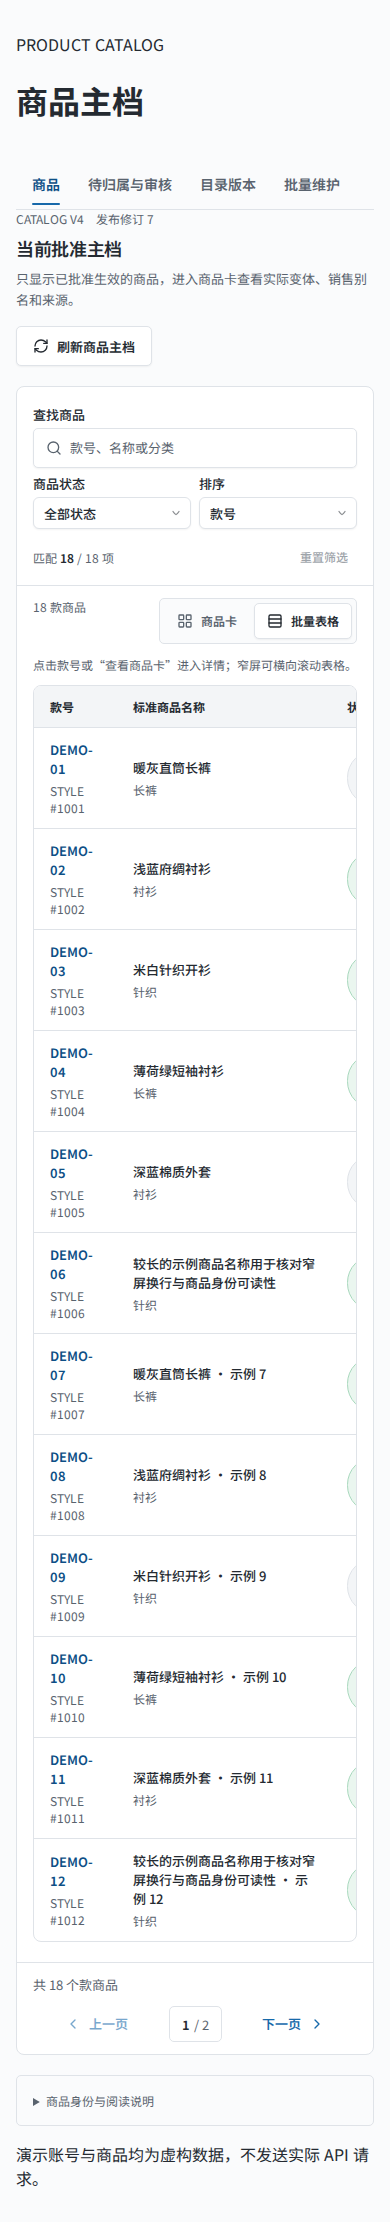 PRODUCT CATALOG
商品主档
商品 待归属与审核 目录版本 批量维护
CATALOG V4 发布修订 7
当前批准主档
只显示已批准生效的商品，进入商品卡查看实际变体、销售别
名和来源。
刷新商品主档
查找商品
款号、名称或分类
商品状态 排序
全部状态 款号
匹配 18 / 18 项 重置筛选
18 款商品 商品卡 批量表格
点击款号或“查看商品卡”进入详情；窄屏可横向滚动表格。
款号 标准商品名称
DEMO-
01
STYLE
#1001
暖灰直筒长裤
长裤
DEMO-
02
STYLE
#1002
浅蓝府绸衬衫
衬衫
DEMO-
03
STYLE
#1003
米白针织开衫
针织
DEMO-
04
STYLE
#1004
薄荷绿短袖衬衫
长裤
DEMO-
05
STYLE
#1005
深蓝棉质外套
衬衫
DEMO-
06
STYLE
#1006
较长的示例商品名称用于核对窄
屏换行与商品身份可读性
针织
DEMO-
07
STYLE
#1007
暖灰直筒长裤 · 示例 7
长裤
DEMO-
08
STYLE
#1008
浅蓝府绸衬衫 · 示例 8
衬衫
DEMO-
09
STYLE
#1009
米白针织开衫 · 示例 9
针织
DEMO-
10
STYLE
#1010
薄荷绿短袖衬衫 · 示例 10
长裤
DEMO-
11
STYLE
#1011
深蓝棉质外套 · 示例 11
衬衫
DEMO-
12
STYLE
#1012
较长的示例商品名称用于核对窄
屏换行与商品身份可读性 · 示
例 12
针织
共 18 个款商品
上一页 1 / 2 下一页
商品身份与阅读说明
演示账号与商品均为虚构数据，不发送实际 API 请
求。